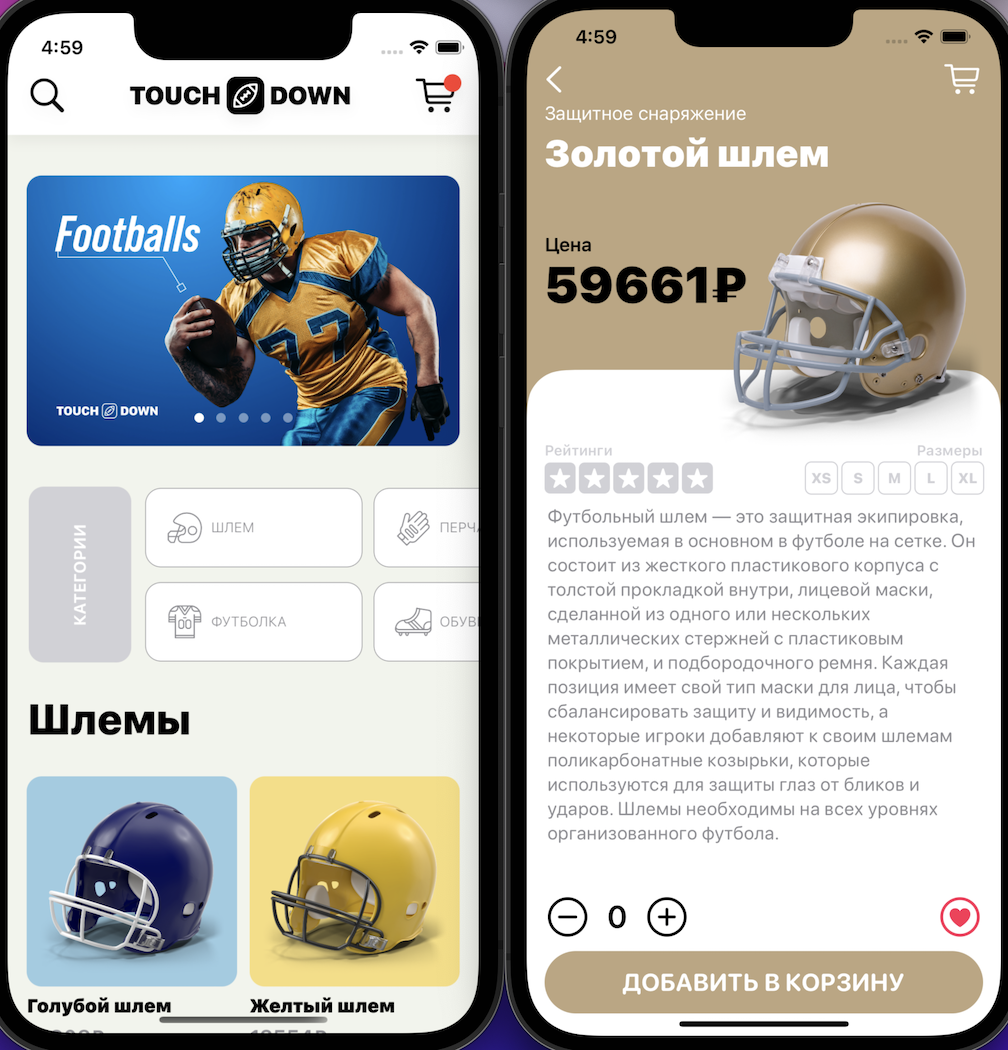 4:59
TOUCH DOWN
Footballs
77
TOUCH DOWN
КАТЕГОРИИ
ШЛЕМ
ФУТБОЛКА
Шлемы
Голубой шлем
Желтый шлем
4:59
Защитное снаряжение
Золотой шлем
Цена
59661₽
Рейтинги
Размеры
XS S M L XL
Футбольный шлем — это защитная экипировка,
используемая в основном в футболе на сетке. Он
состоит из жесткого пластикового корпуса с
толстой прокладкой внутри, лицевой маски,
сделанной из одного или нескольких
металлических стержней с пластиковым
покрытием, и подбородочного ремня. Каждая
позиция имеет свой тип маски для лица, чтобы
сбалансировать защиту и видимость, а
некоторые игроки добавляют к своим шлемам
поликарбонатные козырьки, которые
используются для защиты глаз от бликов и
ударов. Шлемы необходимы на всех уровнях
организованного футбола.
0
ДОБАВИТЬ В КОРЗИНУ